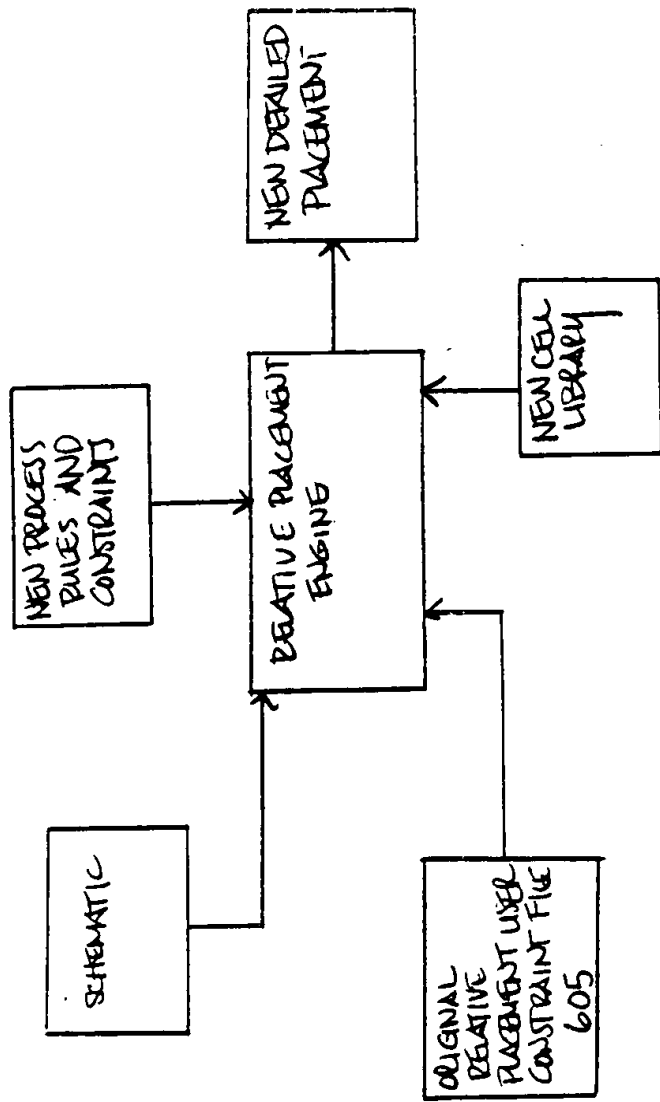 SCHEMATIC
NEW PROCESS
RULES AND
CONSTRAINTS
RELATIVE PLACEMENT
ENGINE
NEW DETAILED
PLACEMENT
ORIGINAL
RELATIVE
PLACEMENT USER
CONSTRAINT FILE
605
NEW CELL
LIBRARY